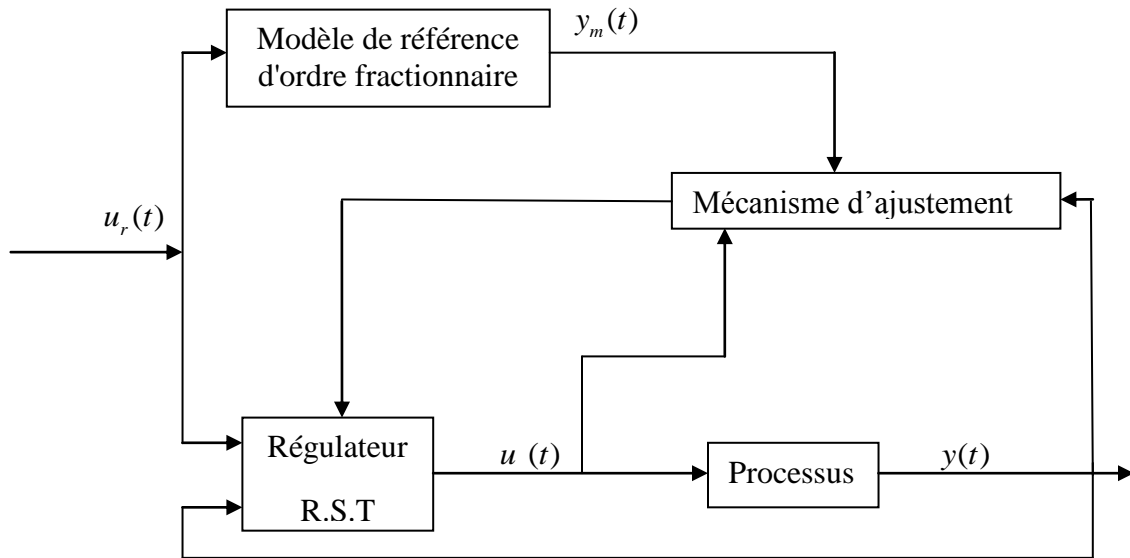 Modèle de référence
d'ordre fractionnaire
y_m(t)
Mécanisme d’ajustement
u_r(t)
Régulateur
R.S.T
u (t)
Processus
y(t)